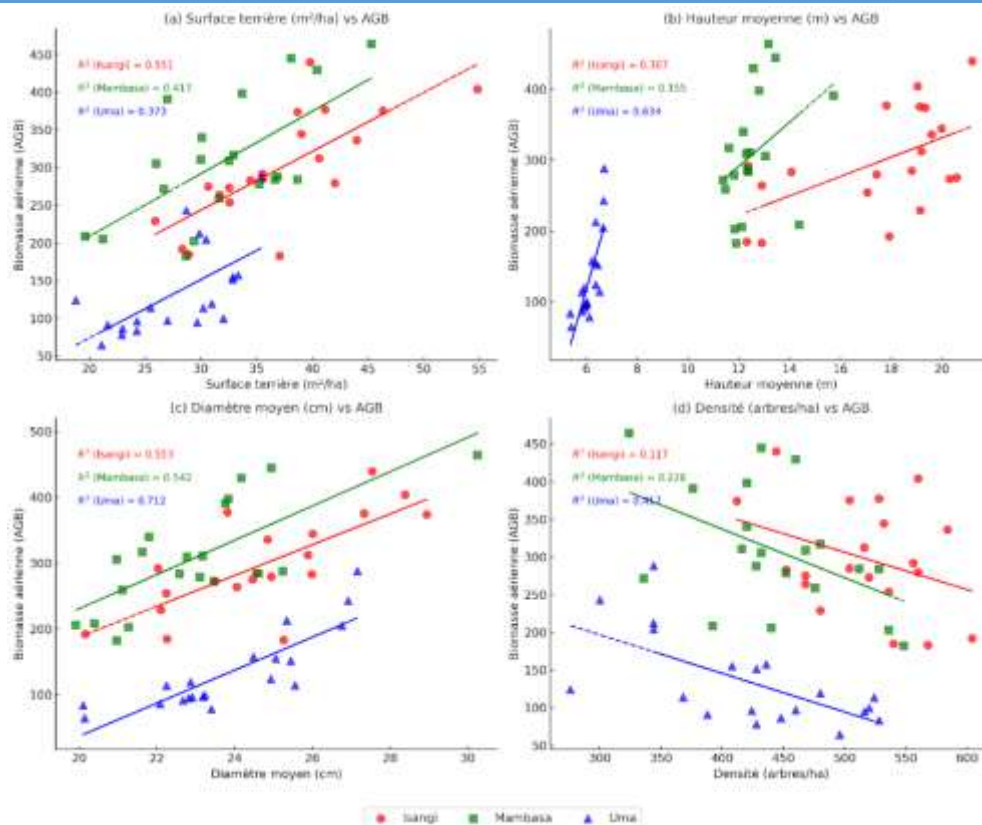 (a) Surface terrière (m²/ha) vs AGB
R² (Isangi) = 0.551
R² (Mambasa) = 0.417
R² (Uma) = 0.373
Biomasse aérienne (AGB)
450
400
350
300
250
200
150
100
50
20 25 30 35 40 45 50 55
Surface terrière (m²/ha)
(b) Hauteur moyenne (m) vs AGB
R² (Isangi) = 0.307
R² (Mambasa) = 0.355
R² (Uma) = 0.634
Biomasse aérienne (AGB)
400
300
200
100
6 8 10 12 14 16 18 20
Hauteur moyenne (m)
(c) Diamètre moyen (cm) vs AGB
R² (Isangi) = 0.553
R² (Mambasa) = 0.542
R² (Uma) = 0.712
Biomasse aérienne (AGB)
500
400
300
200
100
20 22 24 26 28 30
Diamètre moyen (cm)
(d) Densité (arbres/ha) vs AGB
R² (Isangi) = 0.117
R² (Mambasa) = 0.228
R² (Uma) = 0.417
Biomasse aérienne (AGB)
450
400
350
300
250
200
150
100
50
300 350 400 450 500 550 600
Densité (arbres/ha)
Isangi Mambasa Uma